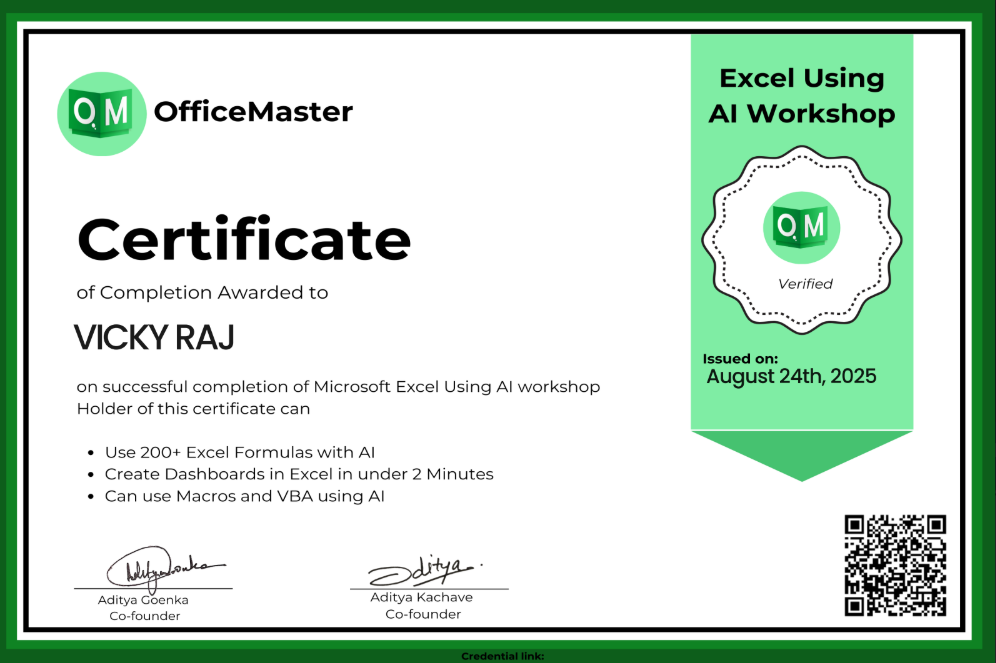 OM OfficeMaster
Certificate
of Completion Awarded to
VICKY RAJ
on successful completion of Microsoft Excel Using AI workshop
Holder of this certificate can
• Use 200+ Excel Formulas with AI
• Create Dashboards in Excel in under 2 Minutes
• Can use Macros and VBA using AI
Aditya Goenka
Co-founder
Aditya
Aditya Kachave
Co-founder
Excel Using
AI Workshop
OM
Verified
Issued on:
August 24th, 2025
Credential link: